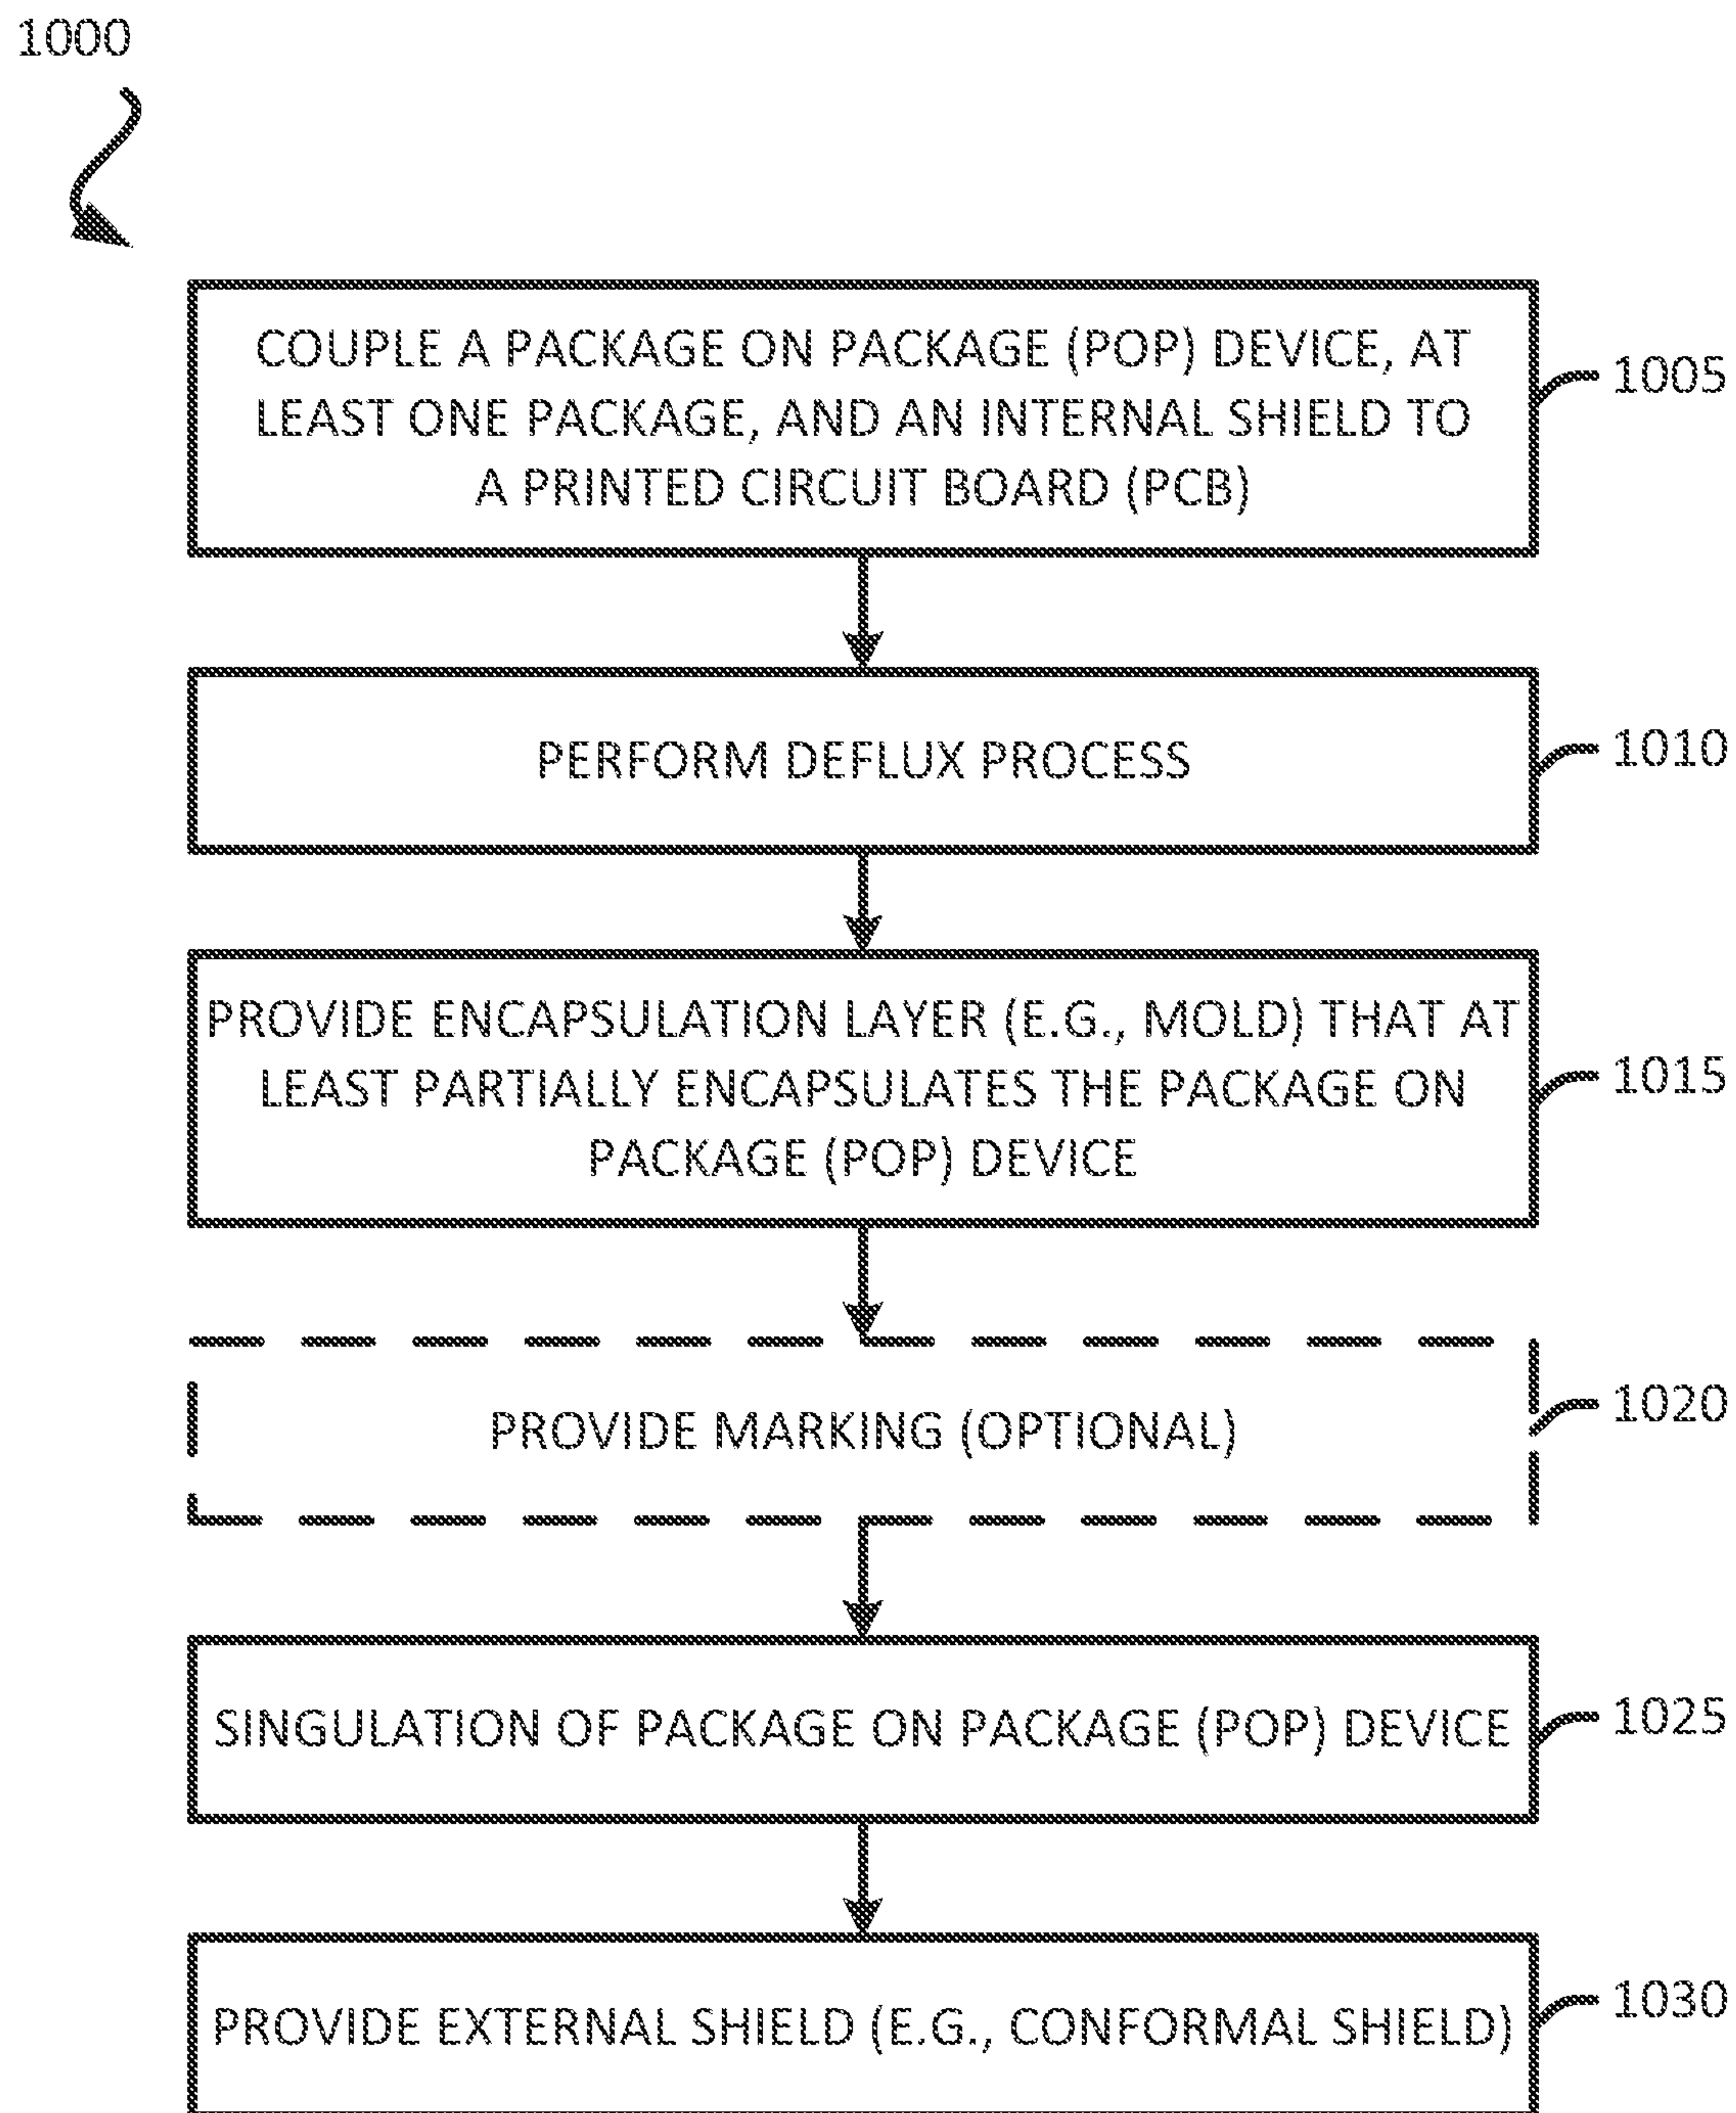 1000
COUPLE A PACKAGE ON PACKAGE (POP) DEVICE, AT
LEAST ONE PACKAGE, AND AN INTERNAL SHIELD TO
A PRINTED CIRCUIT BOARD (PCB)
1005
PERFORM DEFLUX PROCESS
1010
PROVIDE ENCAPSULATION LAYER (E.G., MOLD) THAT AT
LEAST PARTIALLY ENCAPSULATES THE PACKAGE ON
PACKAGE (POP) DEVICE
1015
PROVIDE MARKING (OPTIONAL)
1020
SINGULATION OF PACKAGE ON PACKAGE (POP) DEVICE
1025
PROVIDE EXTERNAL SHIELD (E.G., CONFORMAL SHIELD)
1030